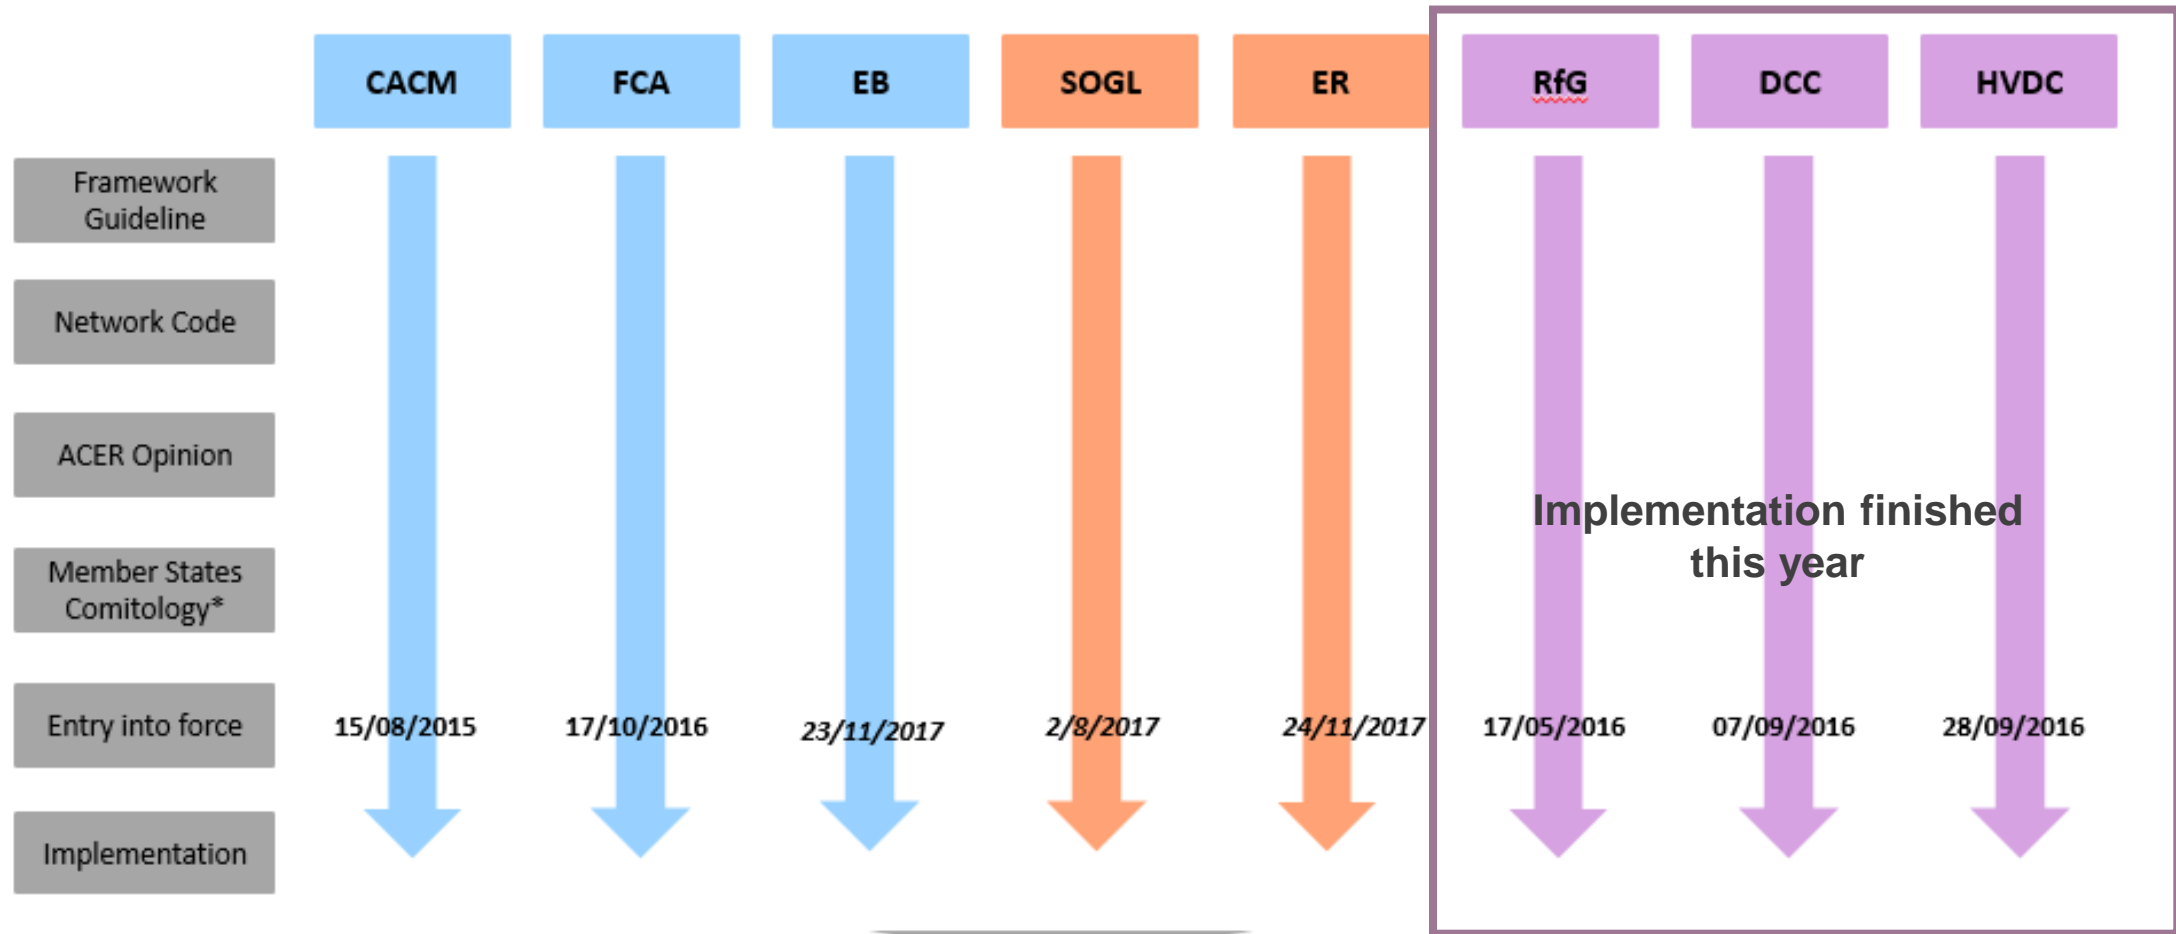 CACM FCA EB SOGL ER RfG DCC HVDC
Framework
Guideline
Network Code
ACER Opinion
Implementation finished
this year
Member States
Comitology*
Entry into force 15/08/2015 17/10/2016 23/11/2017 2/8/2017 24/11/2017 17/05/2016 07/09/2016 28/09/2016
Implementation